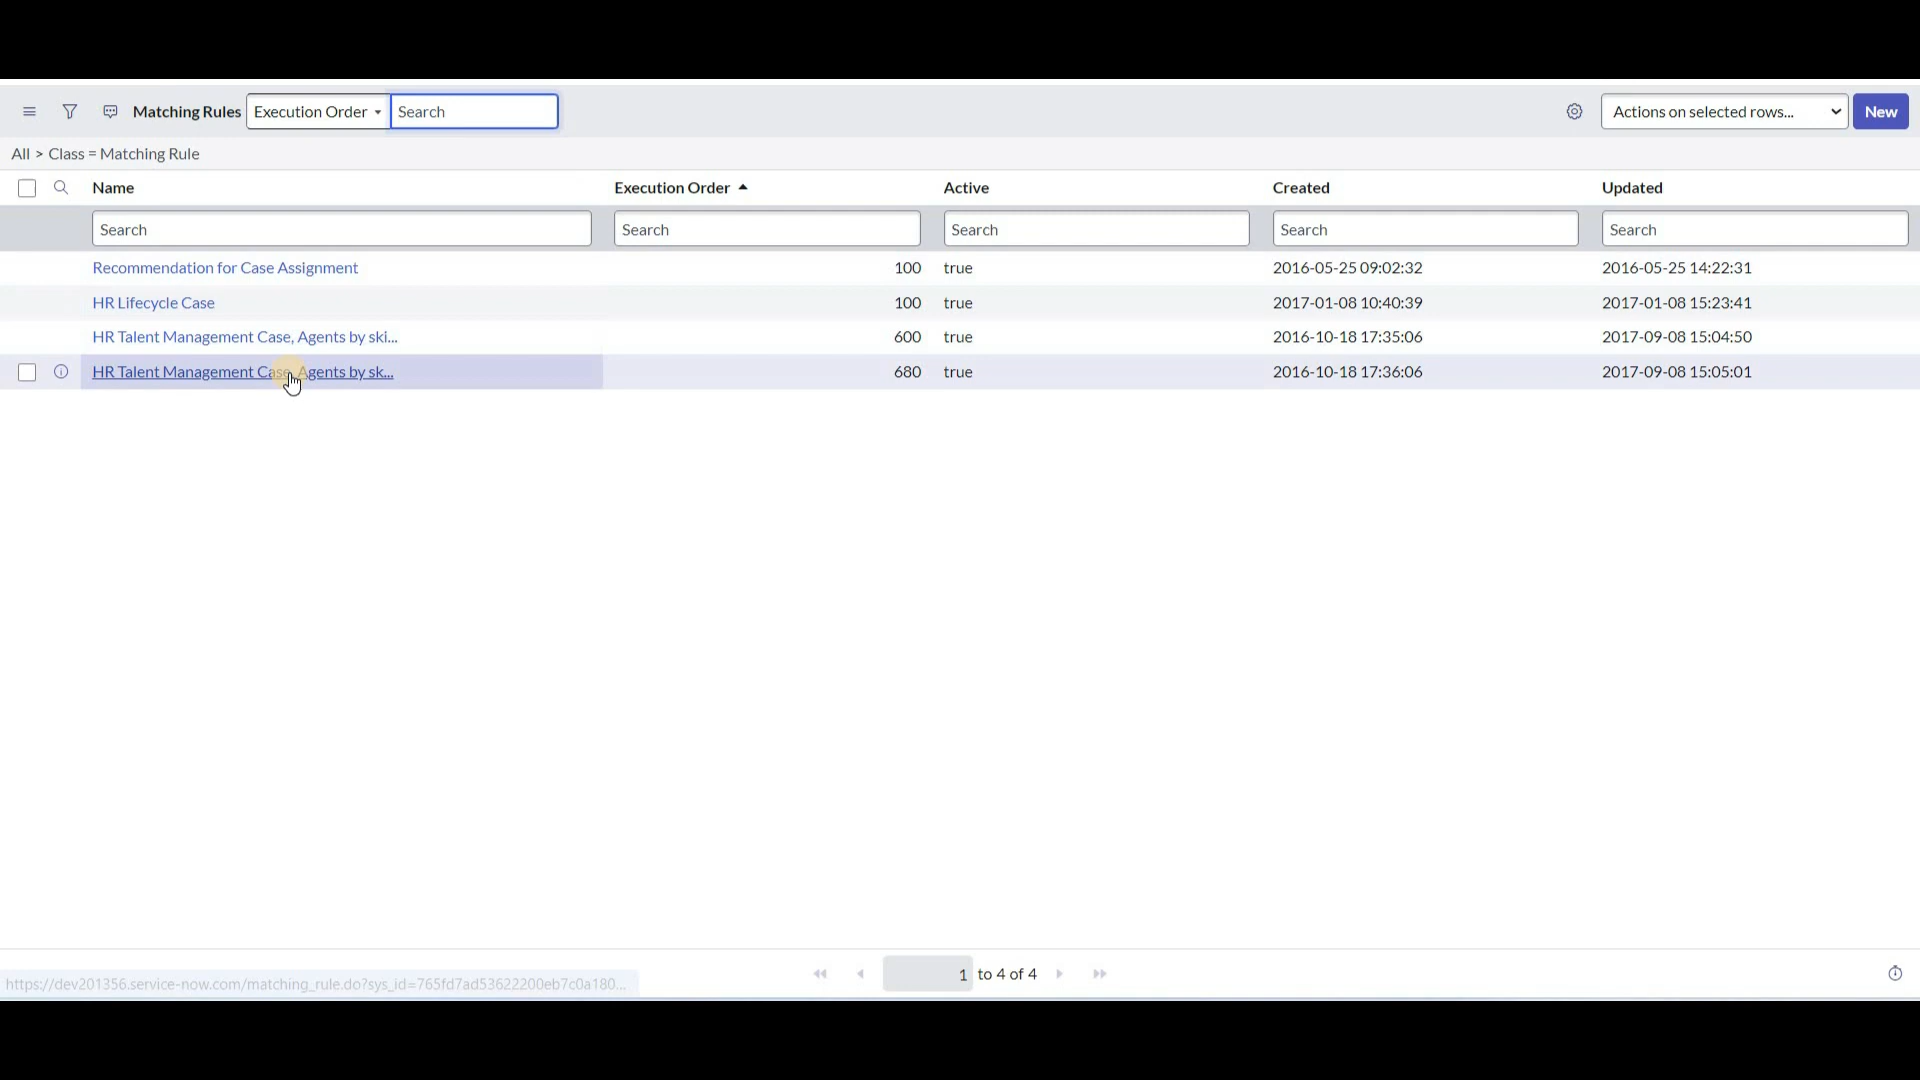 Matching Rules Execution Order Search Actions on selected rows... New
All > Class = Matching Rule
Name Execution Order Active Created Updated
Search Search Search Search Search
Recommendation for Case Assignment 100 true 2016-05-25 09:02:32 2016-05-25 14:22:31
HR Lifecycle Case 100 true 2017-01-08 10:40:39 2017-01-08 15:23:41
HR Talent Management Case, Agents by ski... 600 true 2016-10-18 17:35:06 2017-09-08 15:04:50
HR Talent Management Case, Agents by sk... 680 true 2016-10-18 17:36:06 2017-09-08 15:05:01
1 to 4 of 4
https://dev201356.service-now.com/matching_rule.do?sys_id=765fd7ad53622200eb7c0a180...